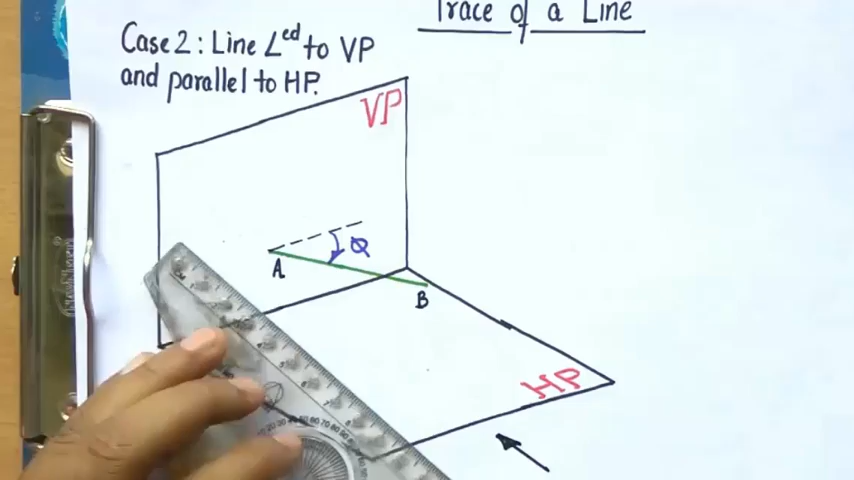 Trace of a Line
Case 2: Line ∠ed to VP
and parallel to HP.
VP
φ
A
B
HP